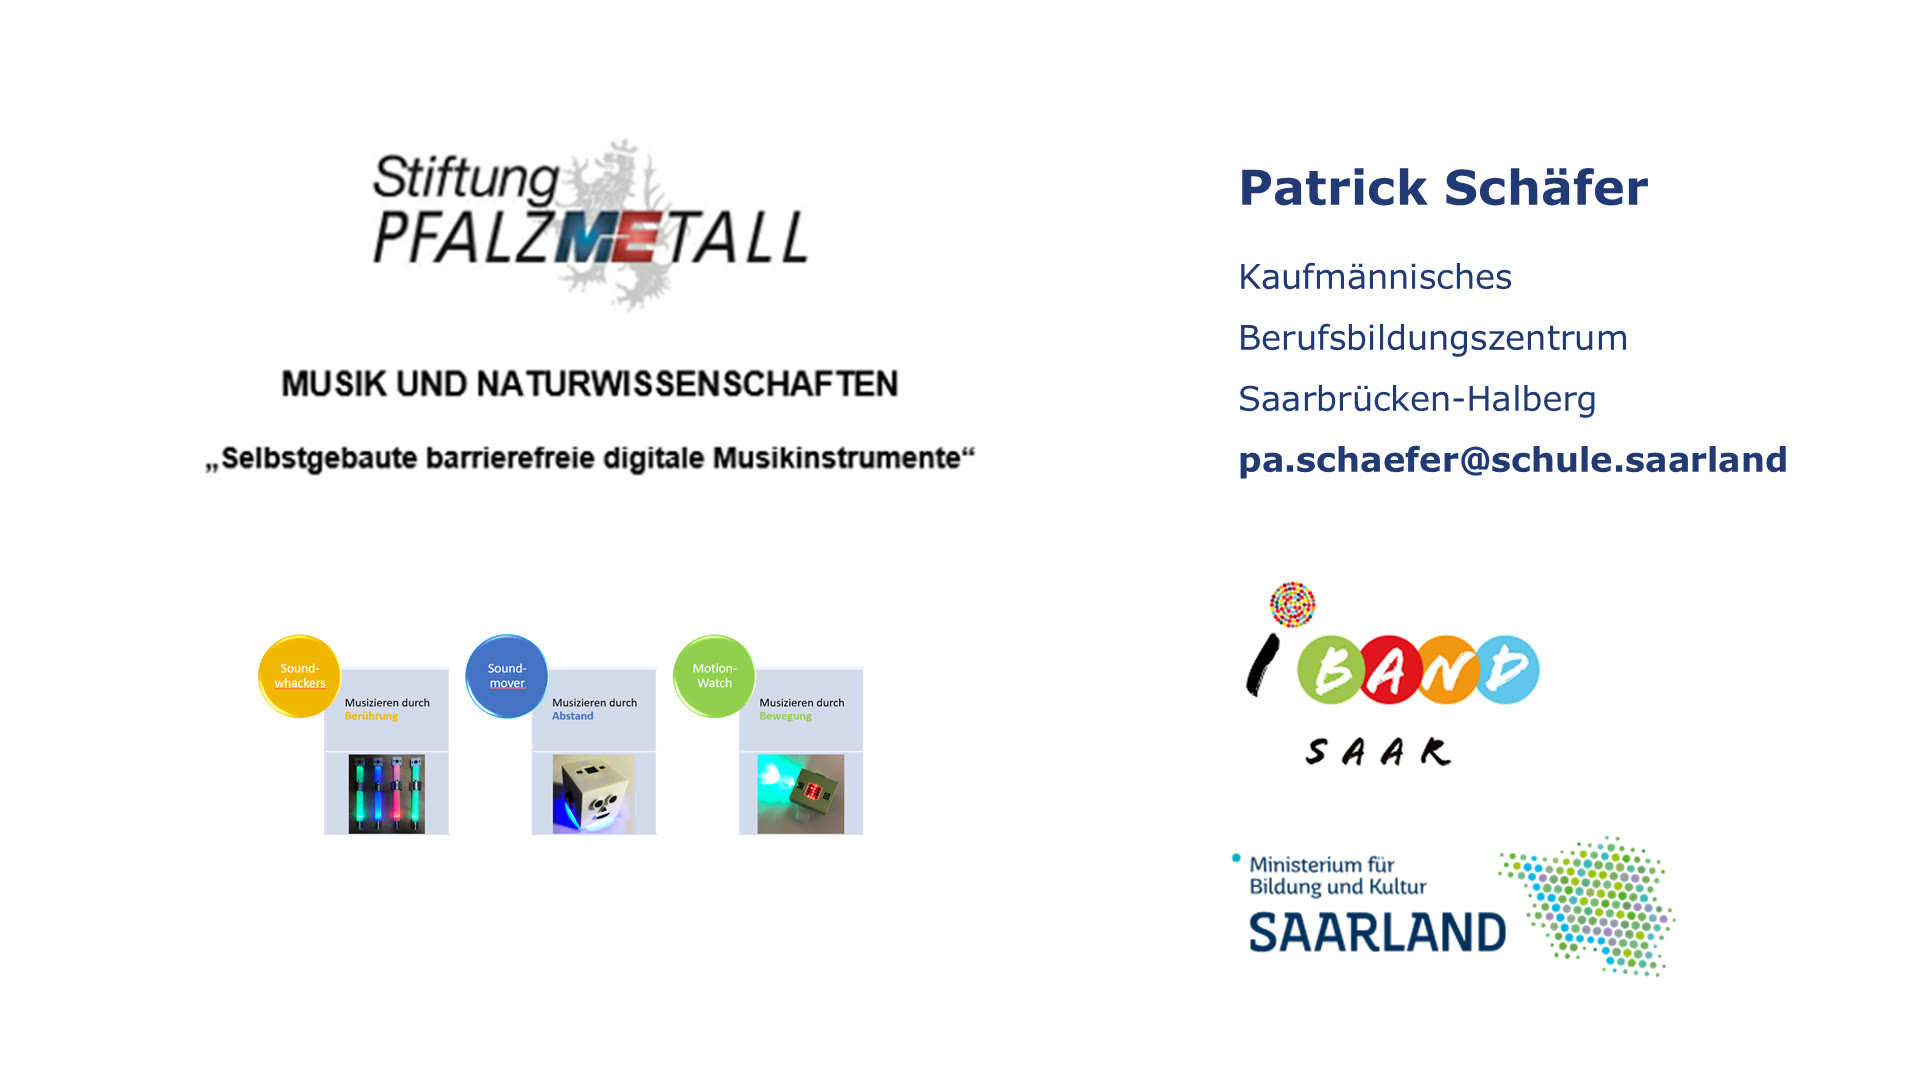 Stiftung
PFALZMETALL
MUSIK UND NATURWISSENSCHAFTEN
„Selbstgebaute barrierefreie digitale Musikinstrumente“
Sound-
whackers
Musizieren durch
Berührung
Sound-
mover
Musizieren durch
Abstand
Motion-
Watch
Musizieren durch
Bewegung
Patrick Schäfer
Kaufmännisches
Berufsbildungszentrum
Saarbrücken-Halberg
pa.schaefer@schule.saarland
i BAND
SAAR
Ministerium für
Bildung und Kultur
SAARLAND